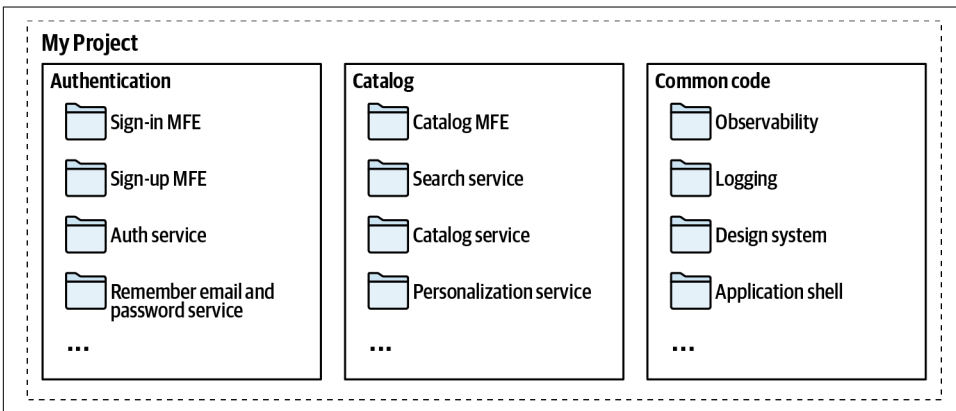 My Project
Authentication
Sign-in MFE
Sign-up MFE
Auth service
Remember email and
password service
...
Catalog
Catalog MFE
Search service
Catalog service
Personalization service
...
Common code
Observability
Logging
Design system
Application shell
...